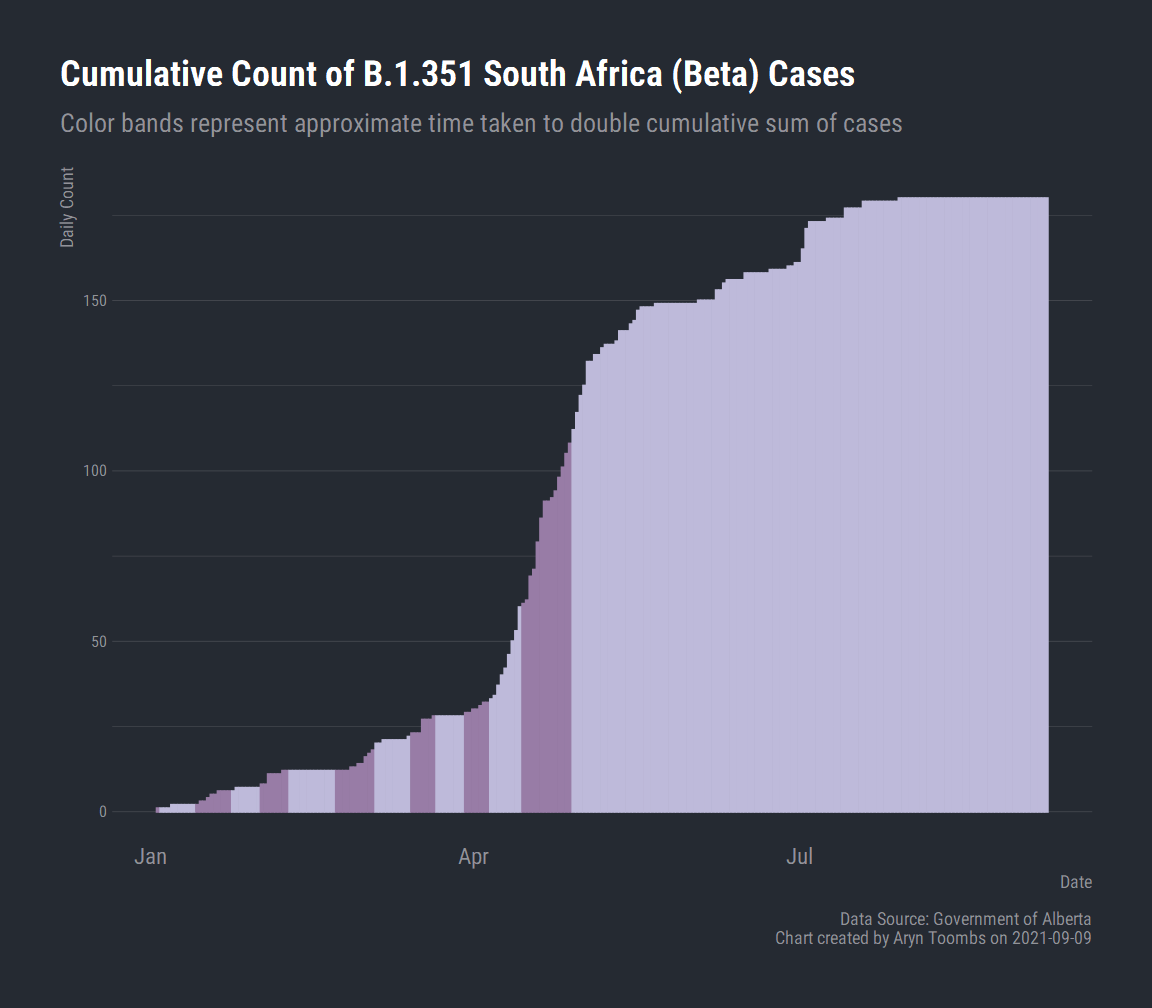 Cumulative Count of B.1.351 South Africa (Beta) Cases
Color bands represent approximate time taken to double cumulative sum of cases
Daily Count
150
100
50
0
Jan
Apr
Jul
Date
Data Source: Government of Alberta
Chart created by Aryn Toombs on 2021-09-09